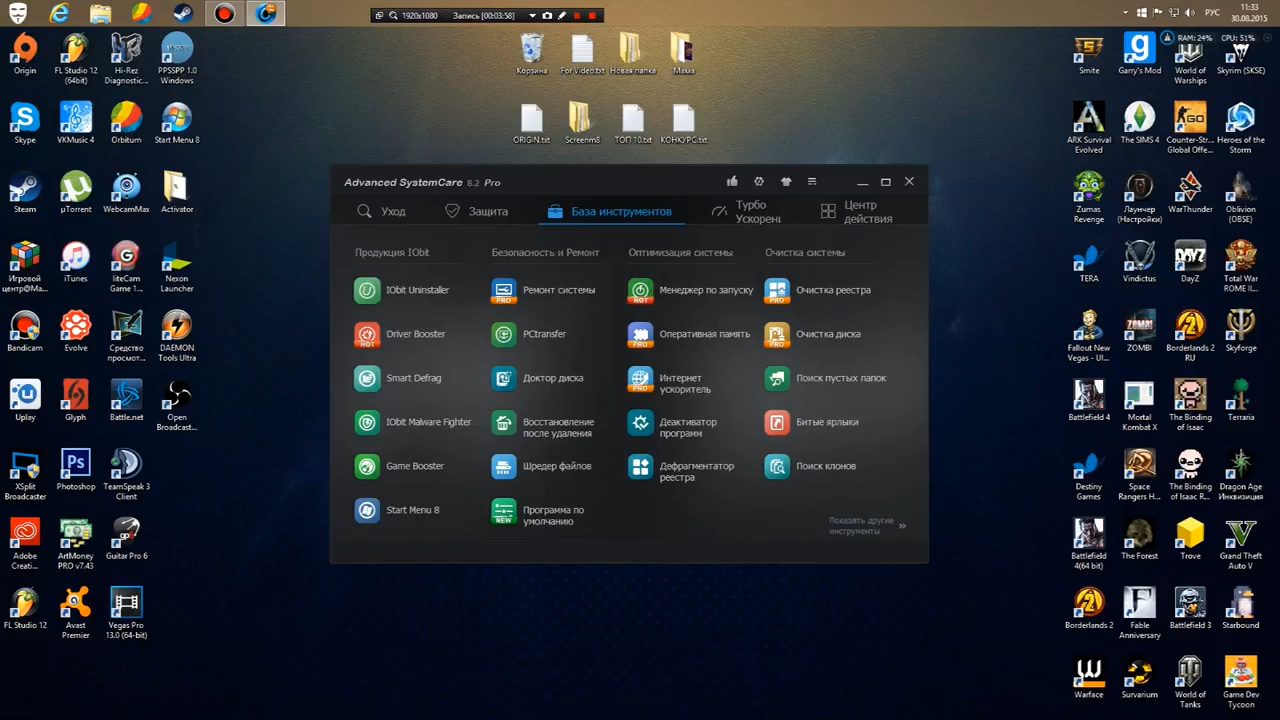 1920x1080
Запись [00:03:58]
РУС
11:33
30.08.2015
RAM: 24%
CPU: 51%
Origin
FL Studio 12
(64bit)
Hi-Rez
Diagnostic...
PPSSPP 1.0
Windows
Корзина
For Video.txt
Новая папка
Мама
Smite
Garry's Mod
World of
Warships
Skyrim (SKSE)
Skype
VKMusic 4
Orbitum
Start Menu 8
ORIGIN.txt
Screenm8
ТОП 10.txt
КОНКУРС.txt
ARK Survival
Evolved
The SIMS 4
Counter-Str...
Global Offe...
Heroes of the
Storm
Steam
µTorrent
WebcamMax
Activator
Zumas
Revenge
Лаунчер
(Настройки)
WarThunder
Oblivion
(OBSE)
Игровой
центр@Ma...
iTunes
liteCam
Game 1...
Nexon
Launcher
TERA
Vindictus
DayZ
Total War
ROME II...
Bandicam
Evolve
Средство
просмот...
DAEMON
Tools Ultra
Fallout New
Vegas - Ul...
ZOMBI
Borderlands 2
RU
Skyforge
Uplay
Glyph
Battle.net
Open
Broadcast...
Battlefield 4
Mortal
Kombat X
The Binding
of Isaac
Terraria
XSplit
Broadcaster
Photoshop
TeamSpeak 3
Client
Destiny
Games
Space
Rangers H...
The Binding
of Isaac R...
Dragon Age
Инквизиция
Adobe
Creati...
ArtMoney
PRO v7.43
Guitar Pro 6
Battlefield
4(64 bit)
The Forest
Trove
Grand Theft
Auto V
FL Studio 12
Avast
Premier
Vegas Pro
13.0 (64-bit)
Borderlands 2
Fable
Anniversary
Battlefield 3
Starbound
Warface
Survarium
World of
Tanks
Game Dev
Tycoon
Advanced SystemCare 8.2 Pro
Уход
Защита
База инструментов
Турбо
Ускорени
Центр
действия
Продукция IObit
IObit Uninstaller
Driver Booster
Smart Defrag
IObit Malware Fighter
Game Booster
Start Menu 8
Безопасность и Ремонт
Ремонт системы
PCtransfer
Доктор диска
Восстановление
после удаления
Шредер файлов
Программа по
умолчанию
Оптимизация системы
Менеджер по запуску
Оперативная память
Интернет
ускоритель
Деактиватор
программ
Дефрагментатор
реестра
Очистка системы
Очистка реестра
Очистка диска
Поиск пустых папок
Битые ярлыки
Поиск клонов
Показать другие
инструменты